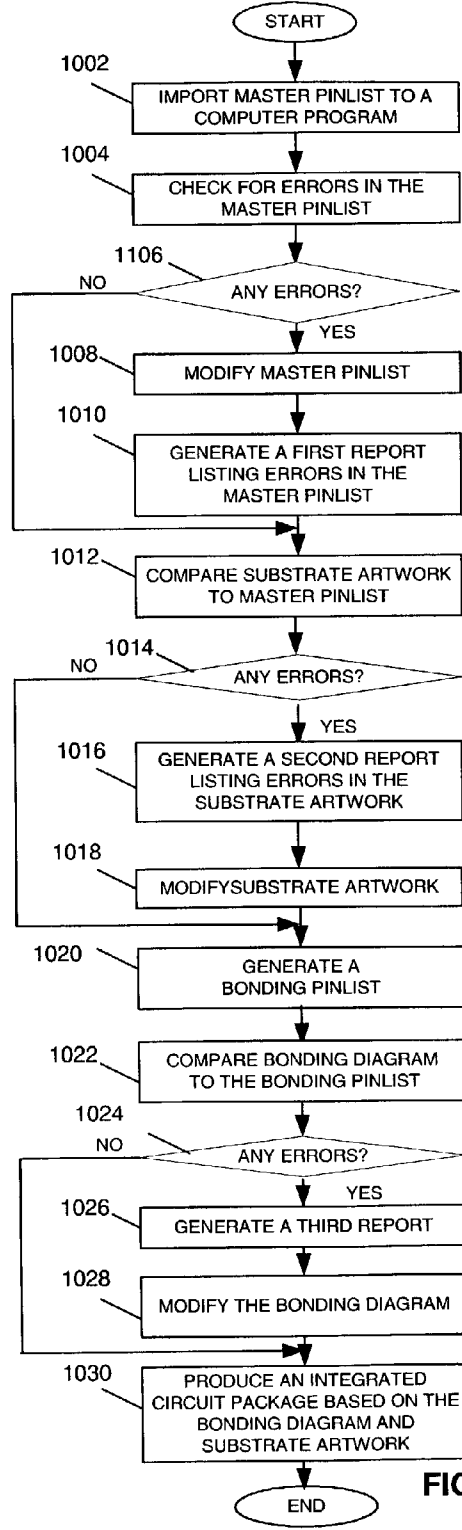 START
1002
IMPORT MASTER PINLIST TO A
COMPUTER PROGRAM
1004
CHECK FOR ERRORS IN THE
MASTER PINLIST
1106
NO
ANY ERRORS?
YES
1008
MODIFY MASTER PINLIST
1010
GENERATE A FIRST REPORT
LISTING ERRORS IN THE
MASTER PINLIST
1012
COMPARE SUBSTRATE ARTWORK
TO MASTER PINLIST
1014
NO
ANY ERRORS?
YES
1016
GENERATE A SECOND REPORT
LISTING ERRORS IN THE
SUBSTRATE ARTWORK
1018
MODIFYSUBSTRATE ARTWORK
1020
GENERATE A
BONDING PINLIST
1022
COMPARE BONDING DIAGRAM
TO THE BONDING PINLIST
1024
NO
ANY ERRORS?
YES
1026
GENERATE A THIRD REPORT
1028
MODIFY THE BONDING DIAGRAM
1030
PRODUCE AN INTEGRATED
CIRCUIT PACKAGE BASED ON THE
BONDING DIAGRAM AND
SUBSTRATE ARTWORK
END